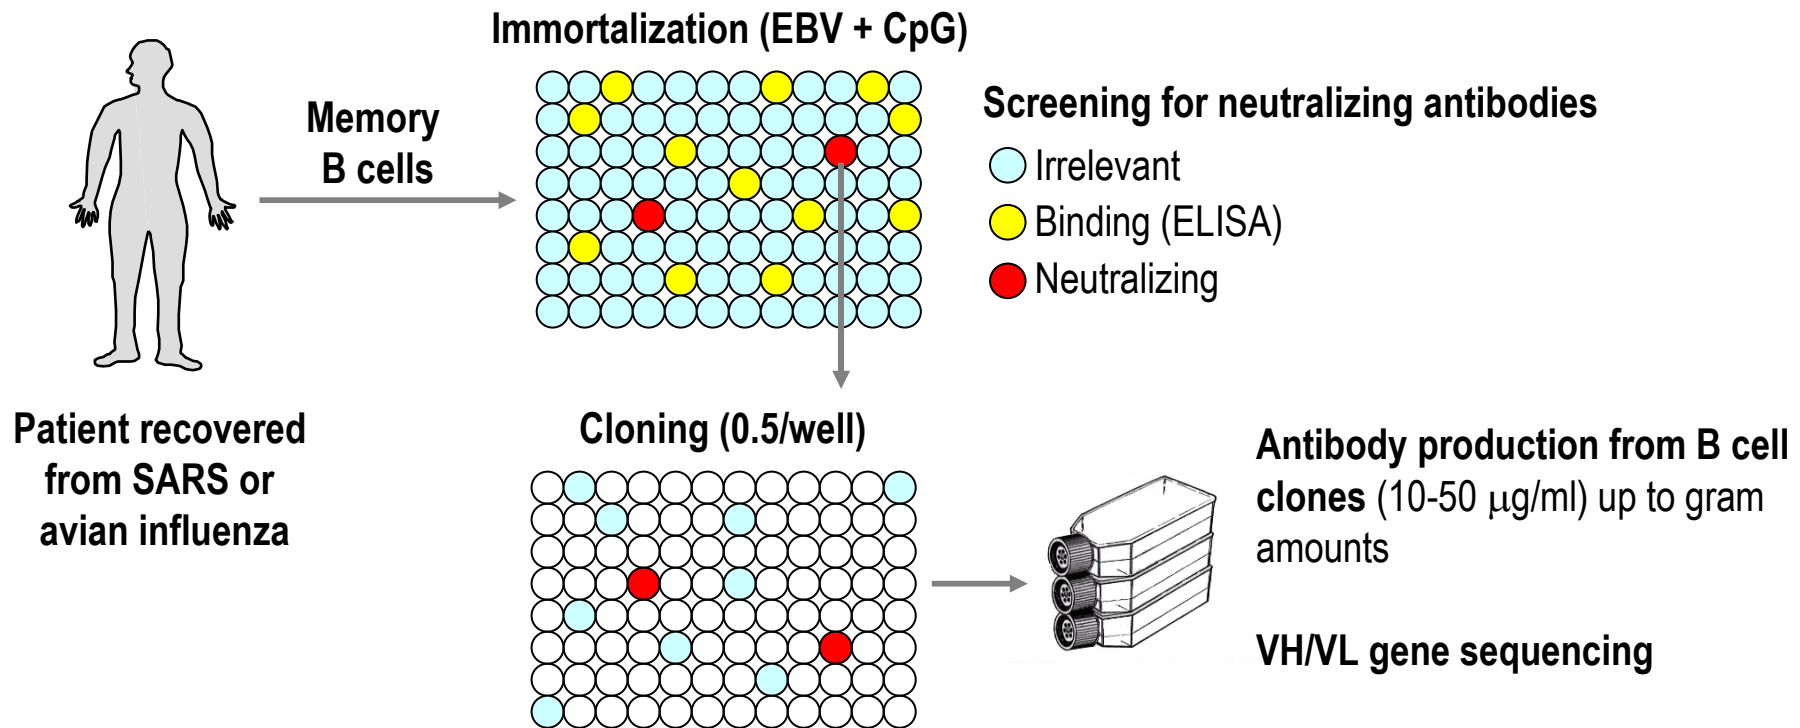 Immortalization (EBV + CpG)
Memory
B cells
Screening for neutralizing antibodies
Irrelevant
Binding (ELISA)
Neutralizing
Patient recovered
from SARS or
avian influenza
Cloning (0.5/well)
Antibody production from B cell
clones (10-50 μg/ml) up to gram
amounts
VH/VL gene sequencing